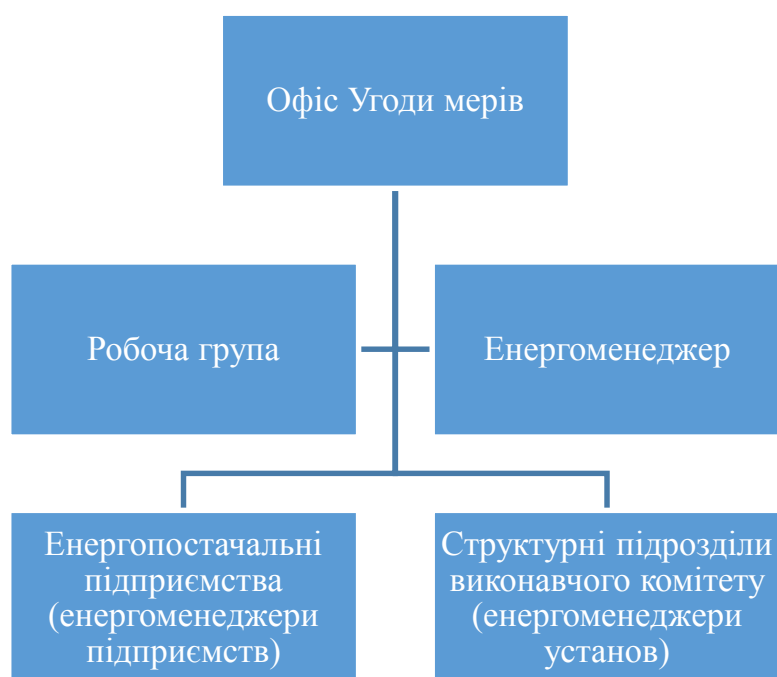 Офіс Угоди мерів
Робоча група
Енергоменеджер
Енергопостачальні
підприємства
(енергоменеджери
підприємств)
Структурні підрозділи
виконавчого комітету
(енергоменеджери
установ)